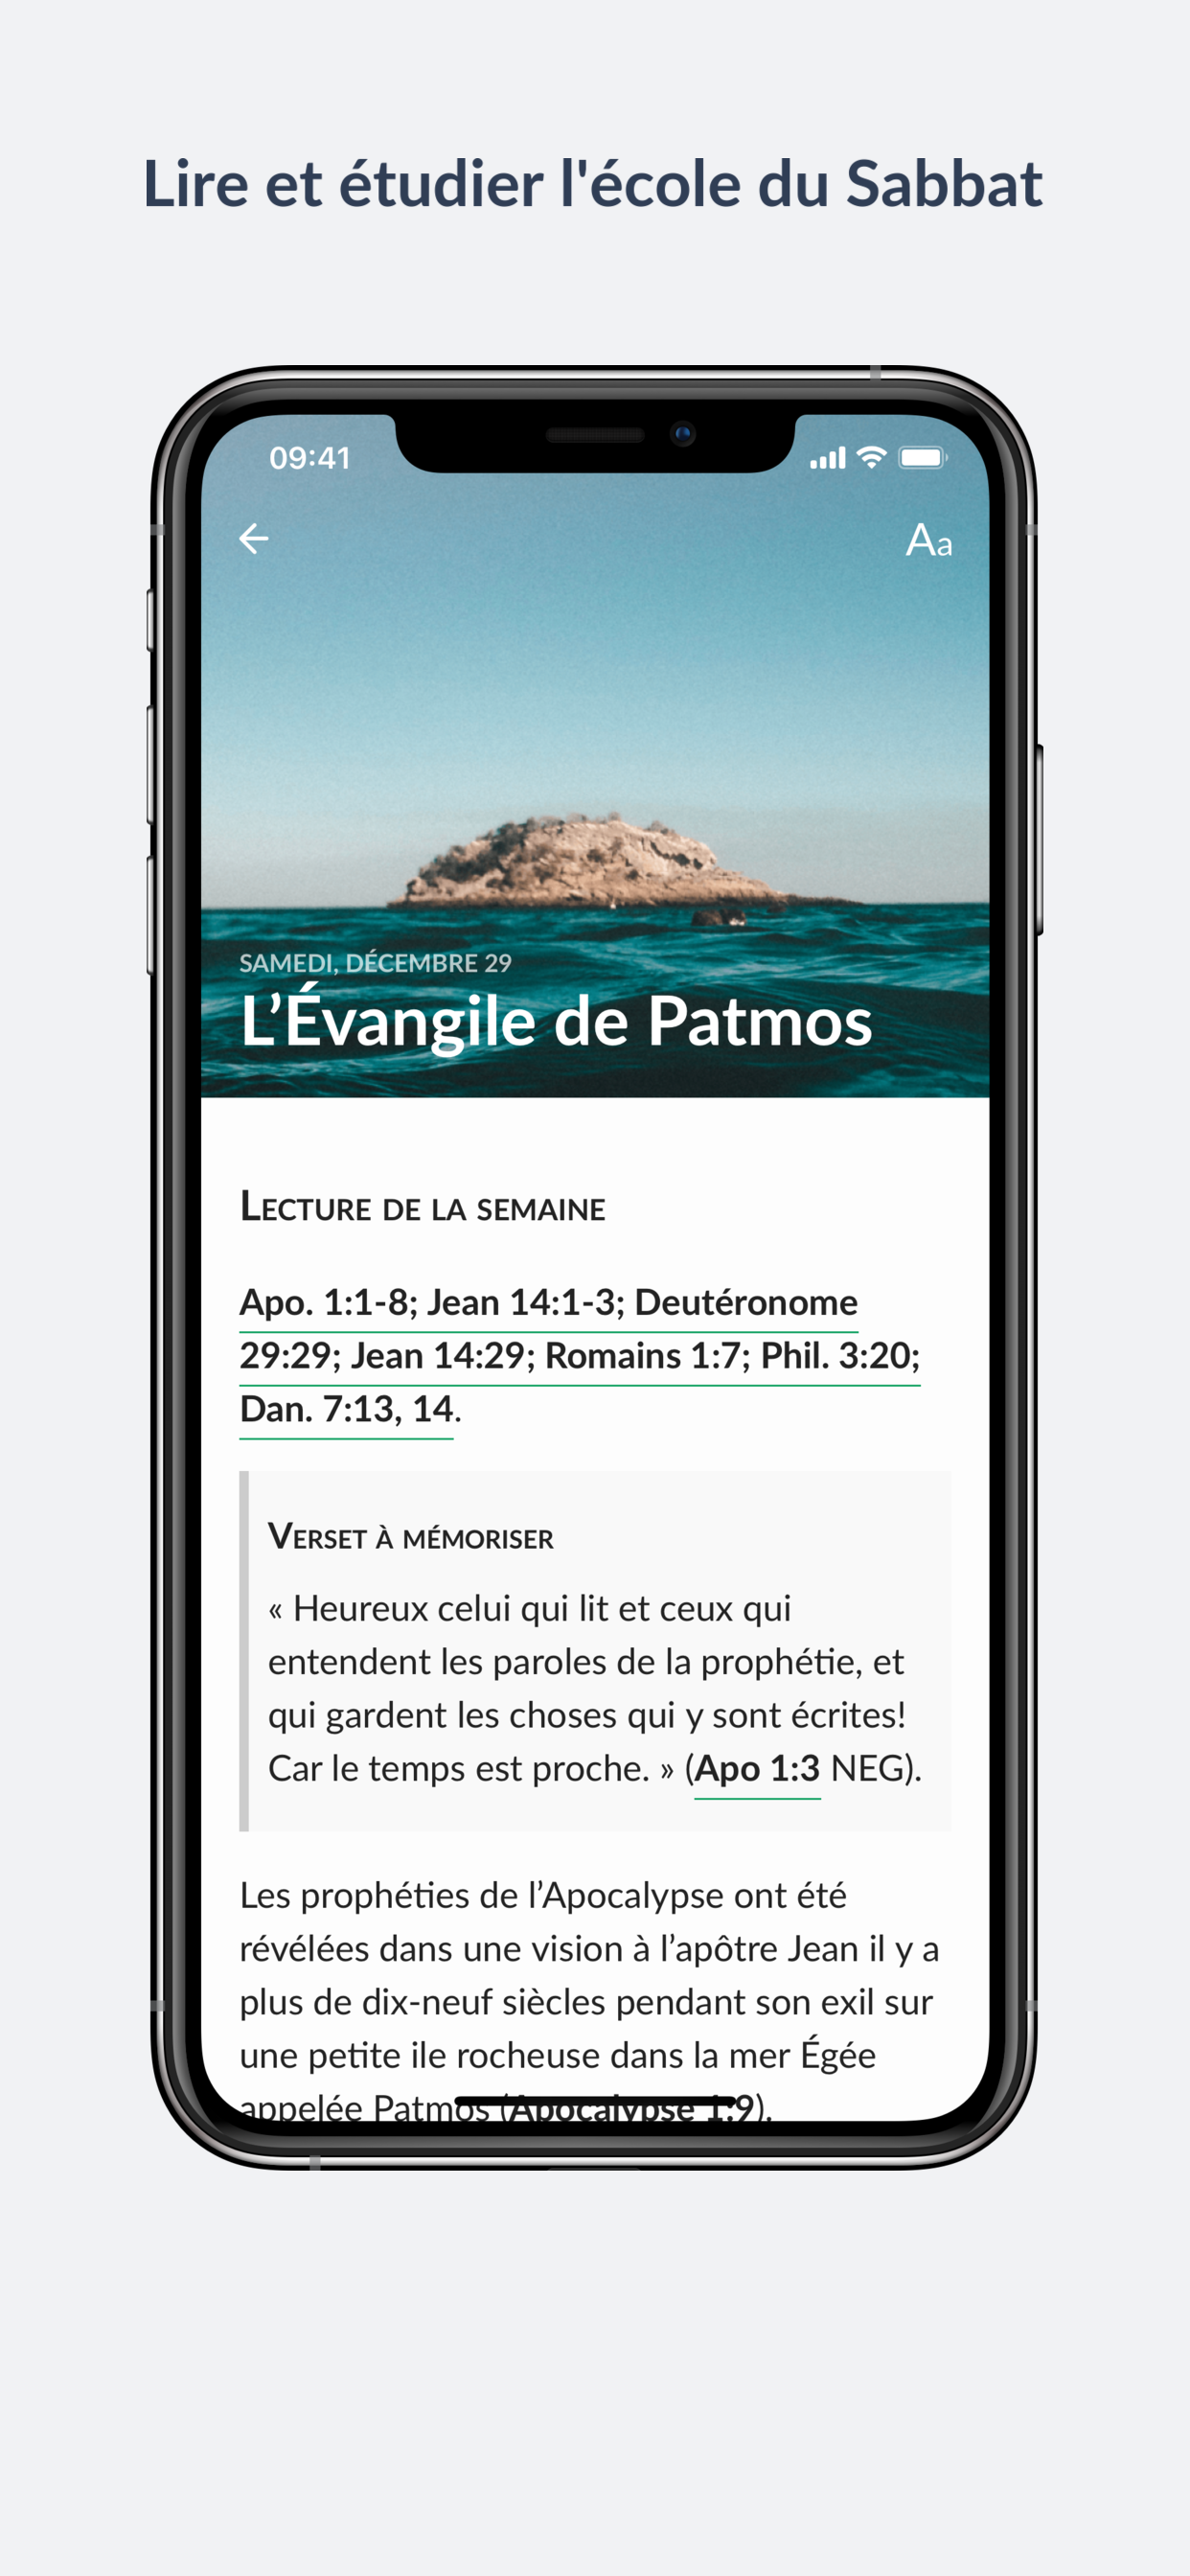 Lire et étudier l'école du Sabbat
09:41
Aa
SAMEDI, DÉCEMBRE 29
L’Évangile de Patmos
Lecture de la semaine
Apo. 1:1-8; Jean 14:1-3; Deutéronome
29:29; Jean 14:29; Romains 1:7; Phil. 3:20;
Dan. 7:13, 14.
Verset à mémoriser
« Heureux celui qui lit et ceux qui
entendent les paroles de la prophétie, et
qui gardent les choses qui y sont écrites!
Car le temps est proche. » (Apo 1:3 NEG).
Les prophéties de l’Apocalypse ont été
révélées dans une vision à l’apôtre Jean il y a
plus de dix-neuf siècles pendant son exil sur
une petite ile rocheuse dans la mer Égée
appelée Patmos (Apocalypse 1:9).